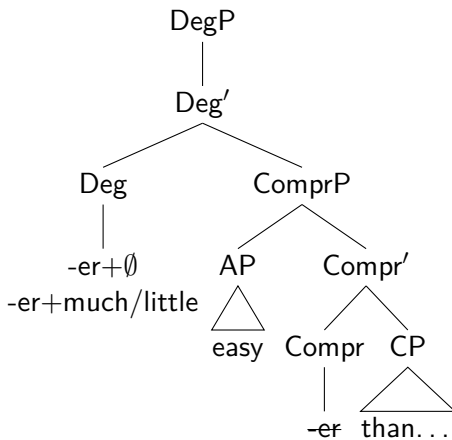 DegP
Deg′
Deg ComprP
-er+∅ AP Compr′
-er+much/little
easy Compr CP
-er than…